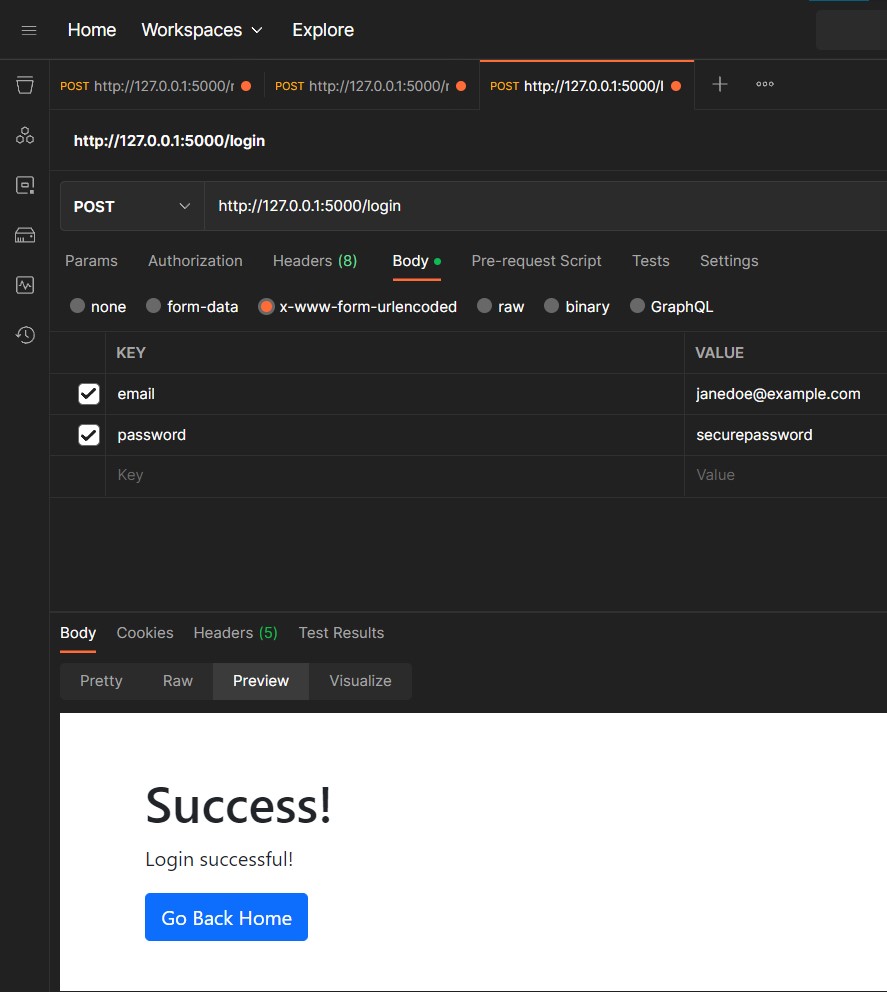 Home Workspaces Explore
POST http://127.0.0.1:5000/r POST http://127.0.0.1:5000/r POST http://127.0.0.1:5000/l
http://127.0.0.1:5000/login
POST http://127.0.0.1:5000/login
Params Authorization Headers (8) Body Pre-request Script Tests Settings
none form-data x-www-form-urlencoded raw binary GraphQL
KEY VALUE
email janedoe@example.com
password securepassword
Key Value
Body Cookies Headers (5) Test Results
Pretty Raw Preview Visualize
Success!
Login successful!
Go Back Home